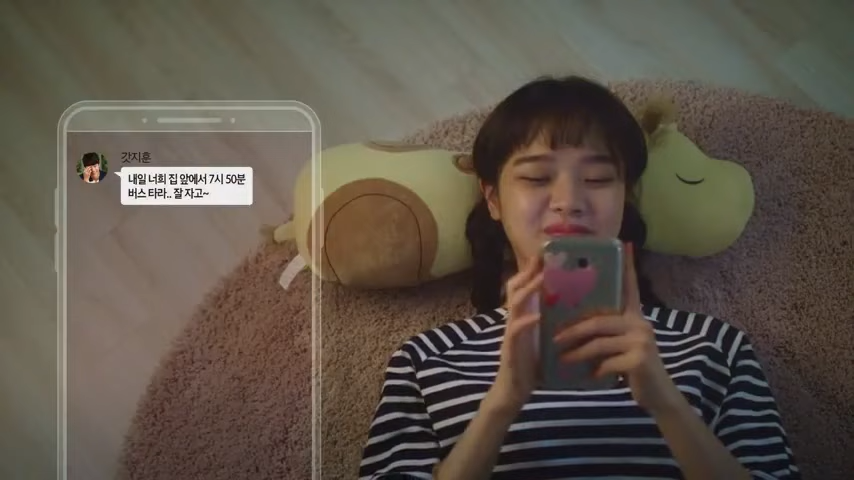 갓지훈
내일 너희 집 앞에서 7시 50분
버스 타라.. 잘 자고~